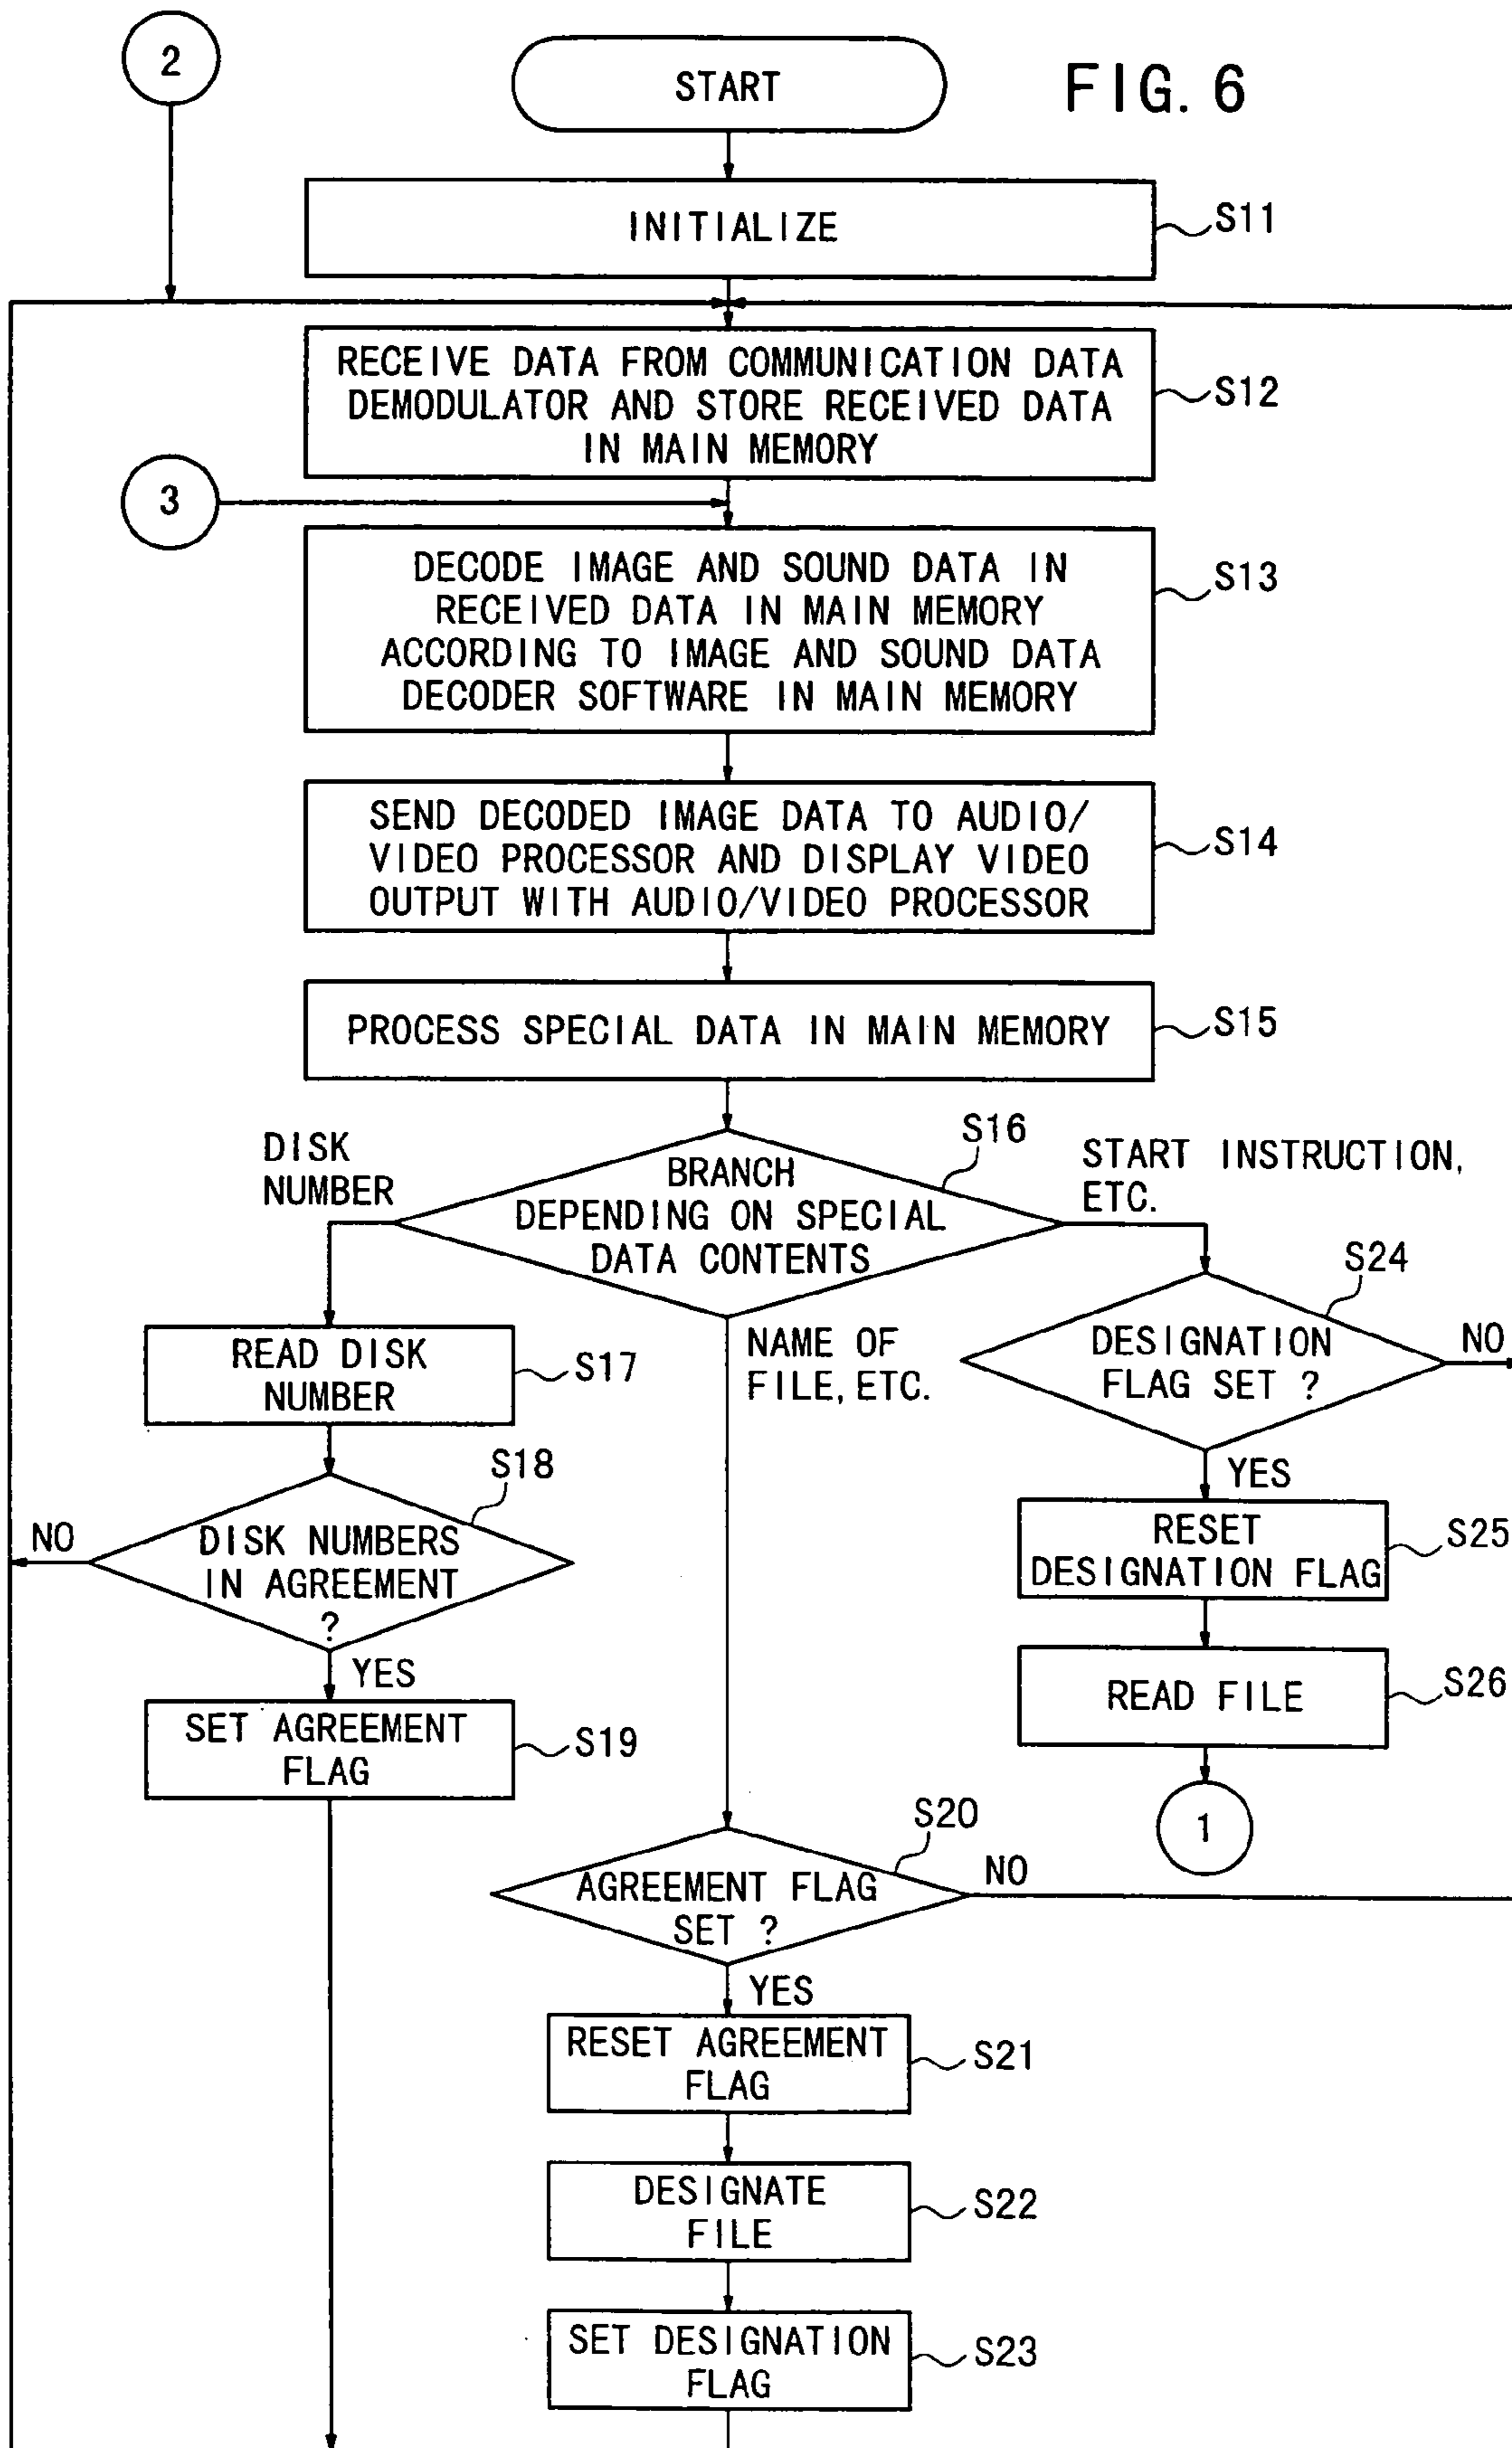 2
START
FIG. 6
INITIALIZE
S11
RECEIVE DATA FROM COMMUNICATION DATA
DEMODULATOR AND STORE RECEIVED DATA
IN MAIN MEMORY
S12
3
DECODE IMAGE AND SOUND DATA IN
RECEIVED DATA IN MAIN MEMORY
ACCORDING TO IMAGE AND SOUND DATA
DECODER SOFTWARE IN MAIN MEMORY
S13
SEND DECODED IMAGE DATA TO AUDIO/
VIDEO PROCESSOR AND DISPLAY VIDEO
OUTPUT WITH AUDIO/VIDEO PROCESSOR
S14
PROCESS SPECIAL DATA IN MAIN MEMORY
S15
S16
BRANCH
DEPENDING ON SPECIAL
DATA CONTENTS
DISK
NUMBER
START INSTRUCTION,
ETC.
NAME OF
FILE, ETC.
READ DISK
NUMBER
S17
S18
DISK NUMBERS
IN AGREEMENT
?
NO
YES
SET AGREEMENT
FLAG
S19
S24
DESIGNATION
FLAG SET ?
NO
YES
RESET
DESIGNATION FLAG
S25
READ FILE
S26
1
S20
AGREEMENT FLAG
SET ?
NO
YES
RESET AGREEMENT
FLAG
S21
DESIGNATE
FILE
S22
SET DESIGNATION
FLAG
S23